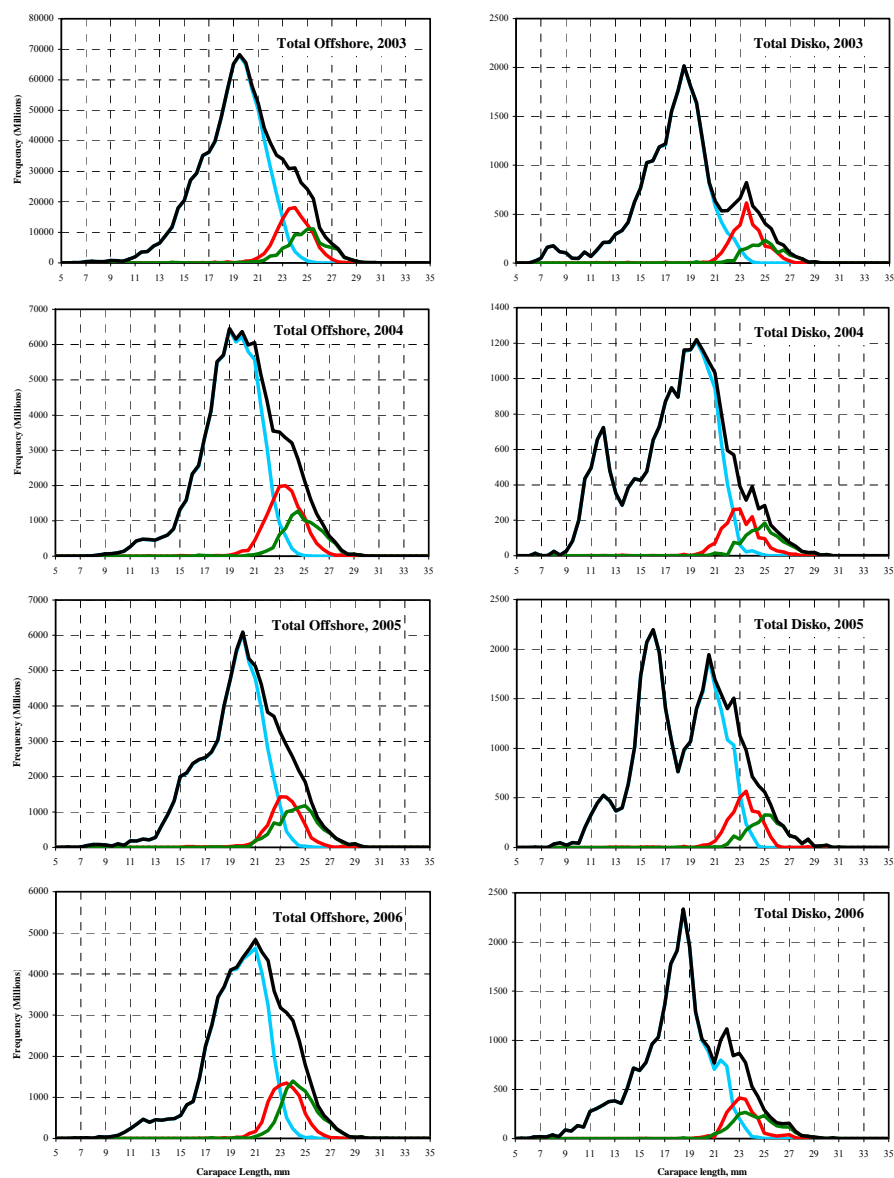 Total Offshore, 2003
Frequency (Millions)
80000
70000
60000
50000
40000
30000
20000
10000
0
5 7 9 11 13 15 17 19 21 23 25 27 29 31 33 35
Total Disko, 2003
2500
2000
1500
1000
500
0
5 7 9 11 13 15 17 19 21 23 25 27 29 31 33 35
Total Offshore, 2004
Frequency (Millions)
7000
6000
5000
4000
3000
2000
1000
0
5 7 9 11 13 15 17 19 21 23 25 27 29 31 33 35
Total Disko, 2004
1400
1200
1000
800
600
400
200
0
5 7 9 11 13 15 17 19 21 23 25 27 29 31 33 35
Total Offshore, 2005
Frequency (Millions)
7000
6000
5000
4000
3000
2000
1000
0
5 7 9 11 13 15 17 19 21 23 25 27 29 31 33 35
Total Disko, 2005
2500
2000
1500
1000
500
0
5 7 9 11 13 15 17 19 21 23 25 27 29 31 33 35
Total Offshore, 2006
Frequency (Millions)
6000
5000
4000
3000
2000
1000
0
5 7 9 11 13 15 17 19 21 23 25 27 29 31 33 35
Carapace Length, mm
Total Disko, 2006
2500
2000
1500
1000
500
0
5 7 9 11 13 15 17 19 21 23 25 27 29 31 33 35
Carapace length, mm